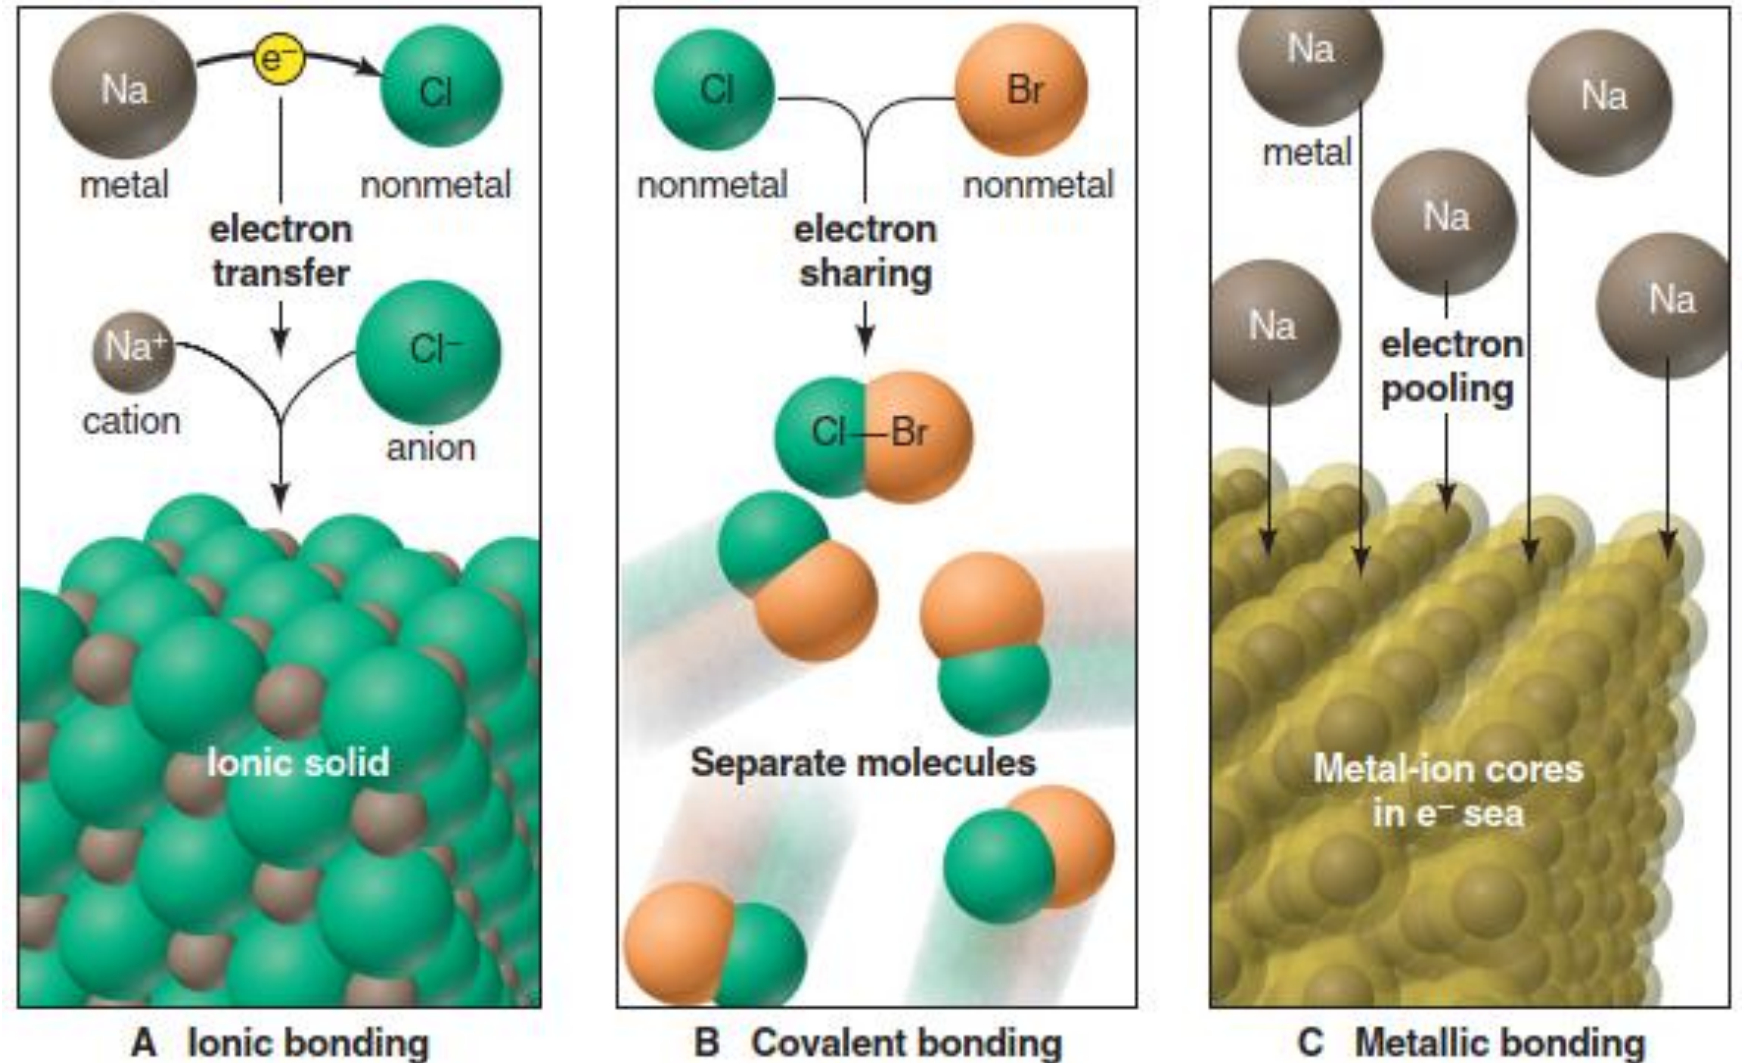 Na
e⁻
Cl
metal
nonmetal
electron
transfer
Na⁺
Cl⁻
cation
anion
Ionic solid
A Ionic bonding
Cl
Br
nonmetal
nonmetal
electron
sharing
Cl—Br
Separate molecules
B Covalent bonding
Na
Na
metal
Na
Na
Na
electron
pooling
Metal-ion cores
in e⁻ sea
C Metallic bonding